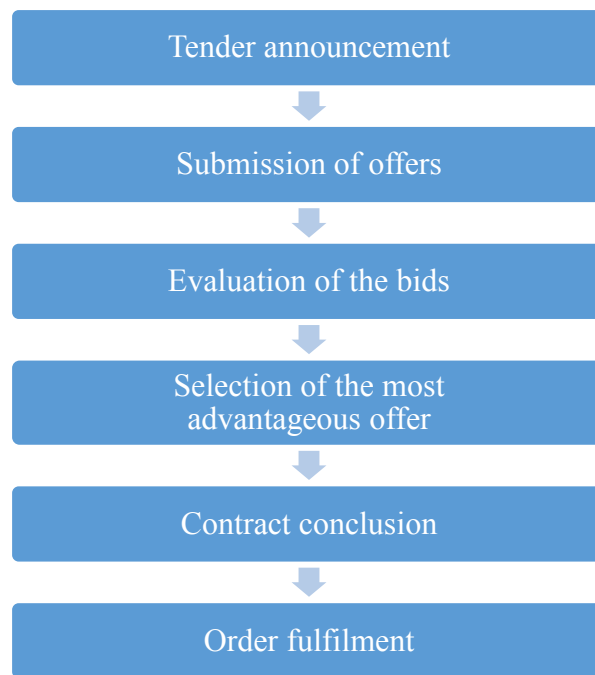 Tender announcement
Submission of offers
Evaluation of the bids
Selection of the most
advantageous offer
Contract conclusion
Order fulfilment